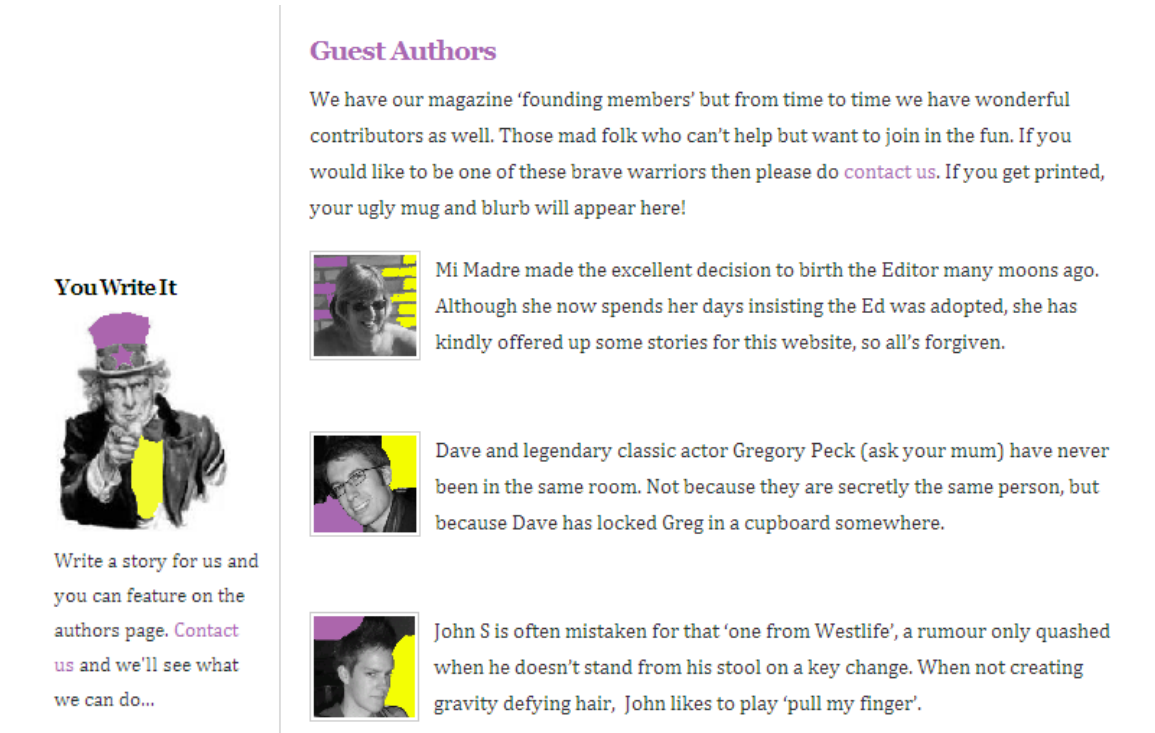 Guest Authors
We have our magazine ‘founding members’ but from time to time we have wonderful
contributors as well. Those mad folk who can’t help but want to join in the fun. If you
would like to be one of these brave warriors then please do contact us. If you get printed,
your ugly mug and blurb will appear here!
You Write It
Write a story for us and
you can feature on the
authors page. Contact
us and we'll see what
we can do...
Mi Madre made the excellent decision to birth the Editor many moons ago.
Although she now spends her days insisting the Ed was adopted, she has
kindly offered up some stories for this website, so all’s forgiven.
Dave and legendary classic actor Gregory Peck (ask your mum) have never
been in the same room. Not because they are secretly the same person, but
because Dave has locked Greg in a cupboard somewhere.
John S is often mistaken for that ‘one from Westlife’, a rumour only quashed
when he doesn’t stand from his stool on a key change. When not creating
gravity defying hair,  John likes to play ‘pull my finger’.